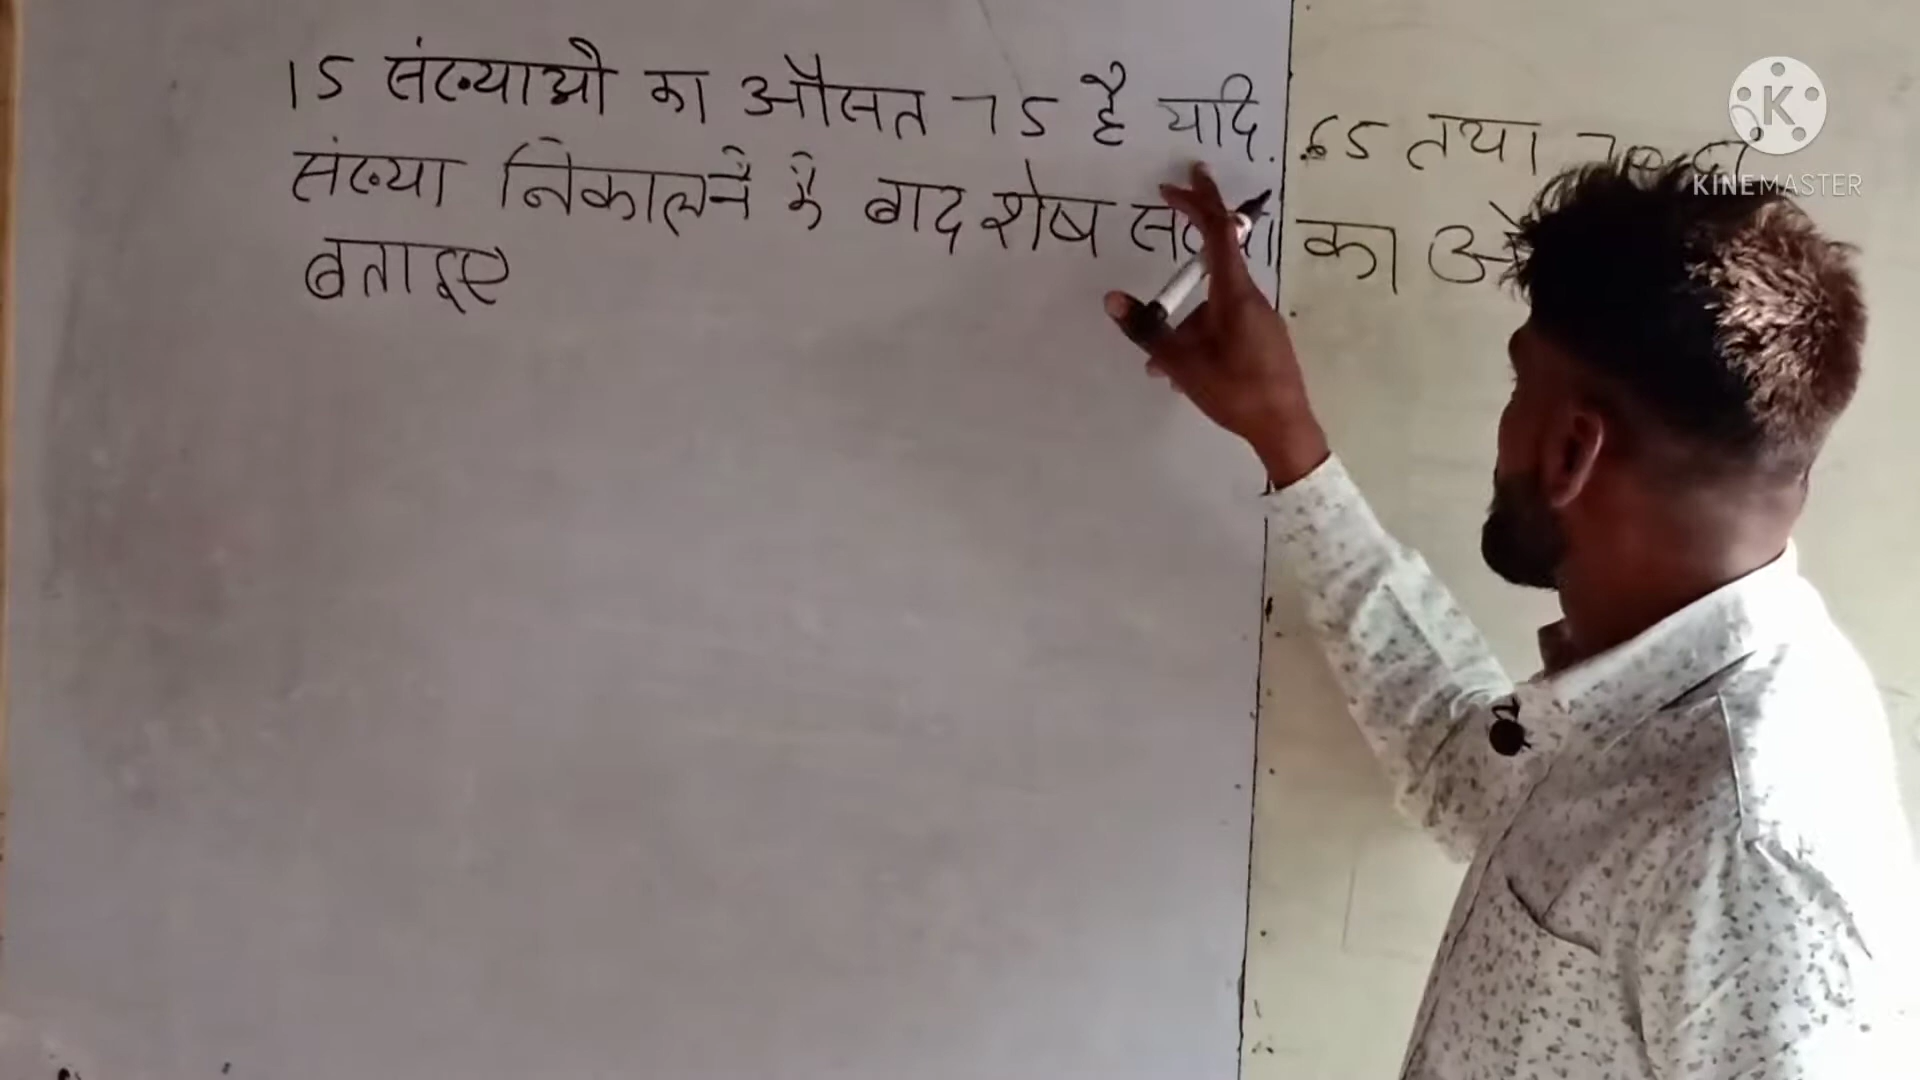 15 संख्याओ का औसत 75 है यदि 65 तथा
संख्या निकालने के बाद शेष का
बताइए
K
KINEMASTER